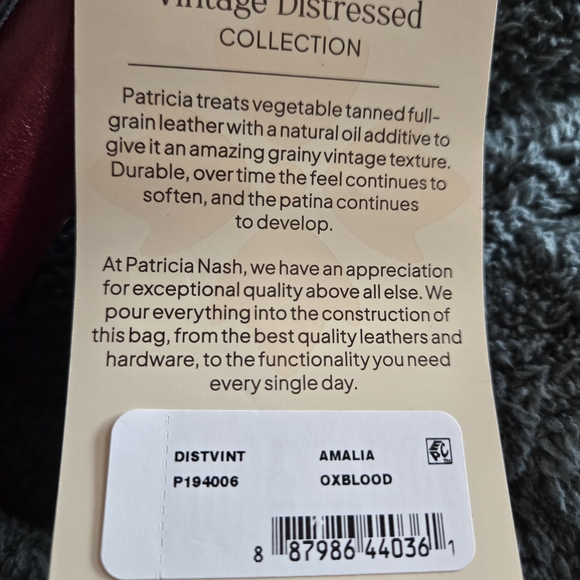 Vintage Distressed
COLLECTION
Patricia treats vegetable tanned full-
grain leather with a natural oil additive to
give it an amazing grainy vintage texture.
Durable, over time the feel continues to
soften, and the patina continues
to develop.
At Patricia Nash, we have an appreciation
for exceptional quality above all else. We
pour everything into the construction of
this bag, from the best quality leathers and
hardware, to the functionality you need
every single day.
DISTVINT AMALIA EPC
P194006 OXBLOOD
8 87986 44036 1